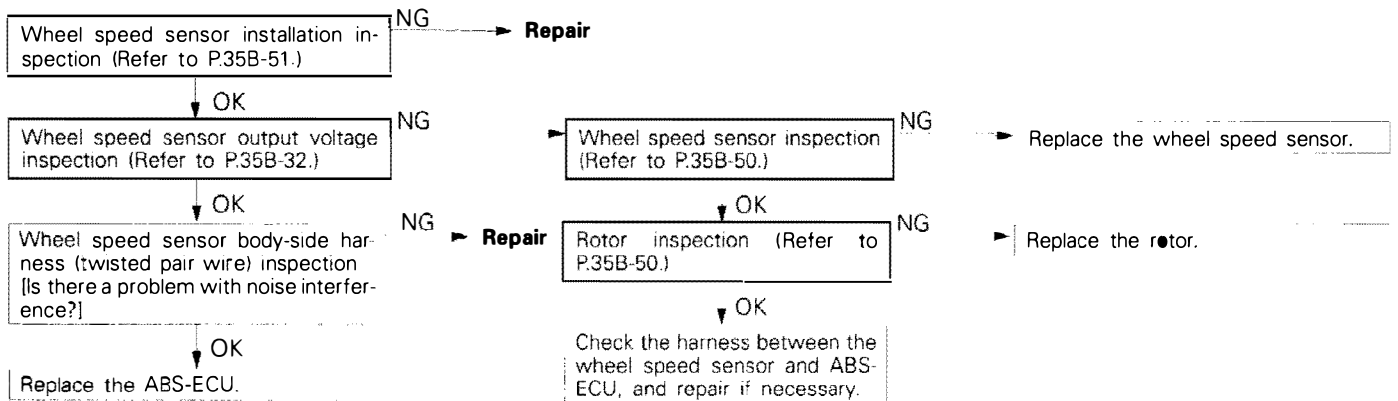 Wheel speed sensor installation in-
spection (Refer to P.35B-51.)
NG
Repair
OK
Wheel speed sensor output voltage
inspection (Refer to P.35B-32.)
NG
Wheel speed sensor inspection
(Refer to P.35B-50.)
NG
Replace the wheel speed sensor.
OK
OK
Wheel speed sensor body-side har-
ness (twisted pair wire) inspection
[Is there a problem with noise interfer-
ence?]
NG
Repair
Rotor inspection (Refer to
P.35B-50.)
NG
Replace the rotor.
OK
Replace the ABS-ECU.
OK
Check the harness between the
wheel speed sensor and ABS-
ECU, and repair if necessary.